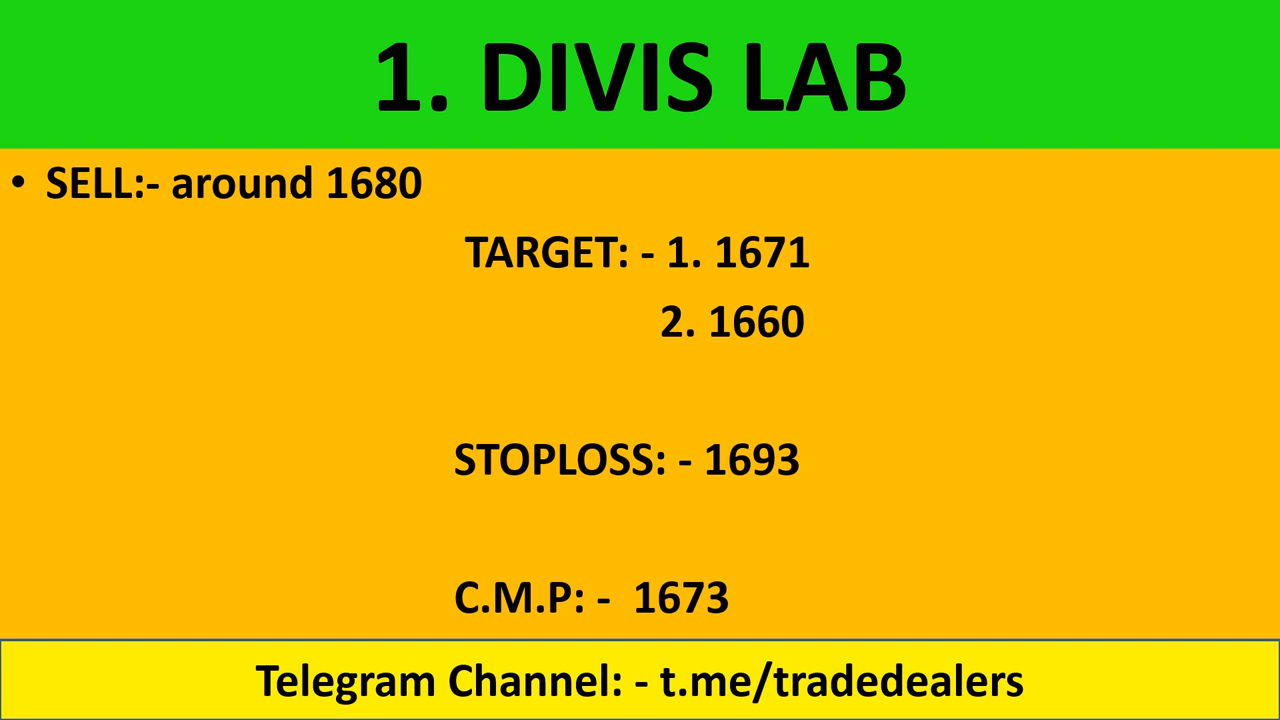 1. DIVIS LAB
• SELL:- around 1680
TARGET: - 1. 1671
2. 1660
STOPLOSS: - 1693
C.M.P: - 1673
Telegram Channel: - t.me/tradedealers